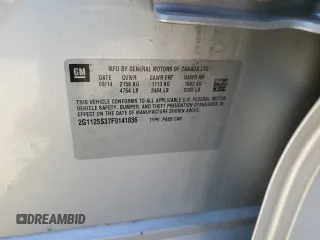 GM
MFD BY GENERAL MOTORS OF CANADA LTD.
DATE GVWR GAWR FRT GAWR RR
09/14 2156 KG 1113 KG 1043 KG
4754 LB 2454 LB 2300 LB
THIS VEHICLE CONFORMS TO ALL APPLICABLE U.S. FEDERAL
MOTOR VEHICLE SAFETY, BUMPER, AND THEFT PREVENTION
STANDARDS IN EFFECT ON THE DATE OF MANUFACTURE SHOWN ABOVE.
2G1125S37F9141836 TYPE: PASS CAR
DREAMBID